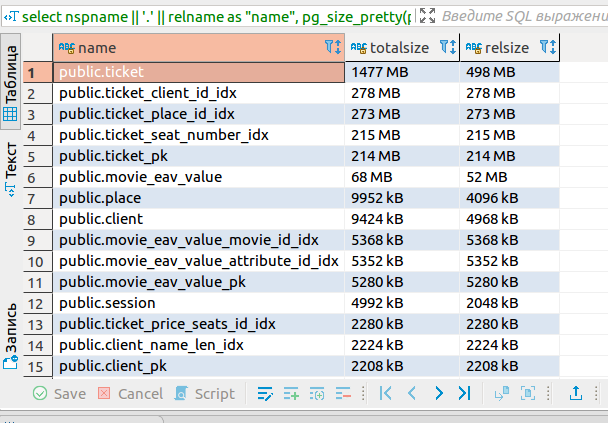 select nspname || '.' || relname as "name", pg_size_pretty(p Введите SQL выражени
name totalsize relsize
1 public.ticket 1477 MB 498 MB
2 public.ticket_client_id_idx 278 MB 278 MB
3 public.ticket_place_id_idx 273 MB 273 MB
4 public.ticket_seat_number_idx 215 MB 215 MB
5 public.ticket_pk 214 MB 214 MB
6 public.movie_eav_value 68 MB 52 MB
7 public.place 9952 kB 4096 kB
8 public.client 9424 kB 4968 kB
9 public.movie_eav_value_movie_id_idx 5368 kB 5368 kB
10 public.movie_eav_value_attribute_id_idx 5352 kB 5352 kB
11 public.movie_eav_value_pk 5280 kB 5280 kB
12 public.session 4992 kB 2048 kB
13 public.ticket_price_seats_id_idx 2280 kB 2280 kB
14 public.client_name_len_idx 2224 kB 2224 kB
15 public.client_pk 2208 kB 2208 kB
Таблица
Текст
Запись
Save Cancel Script